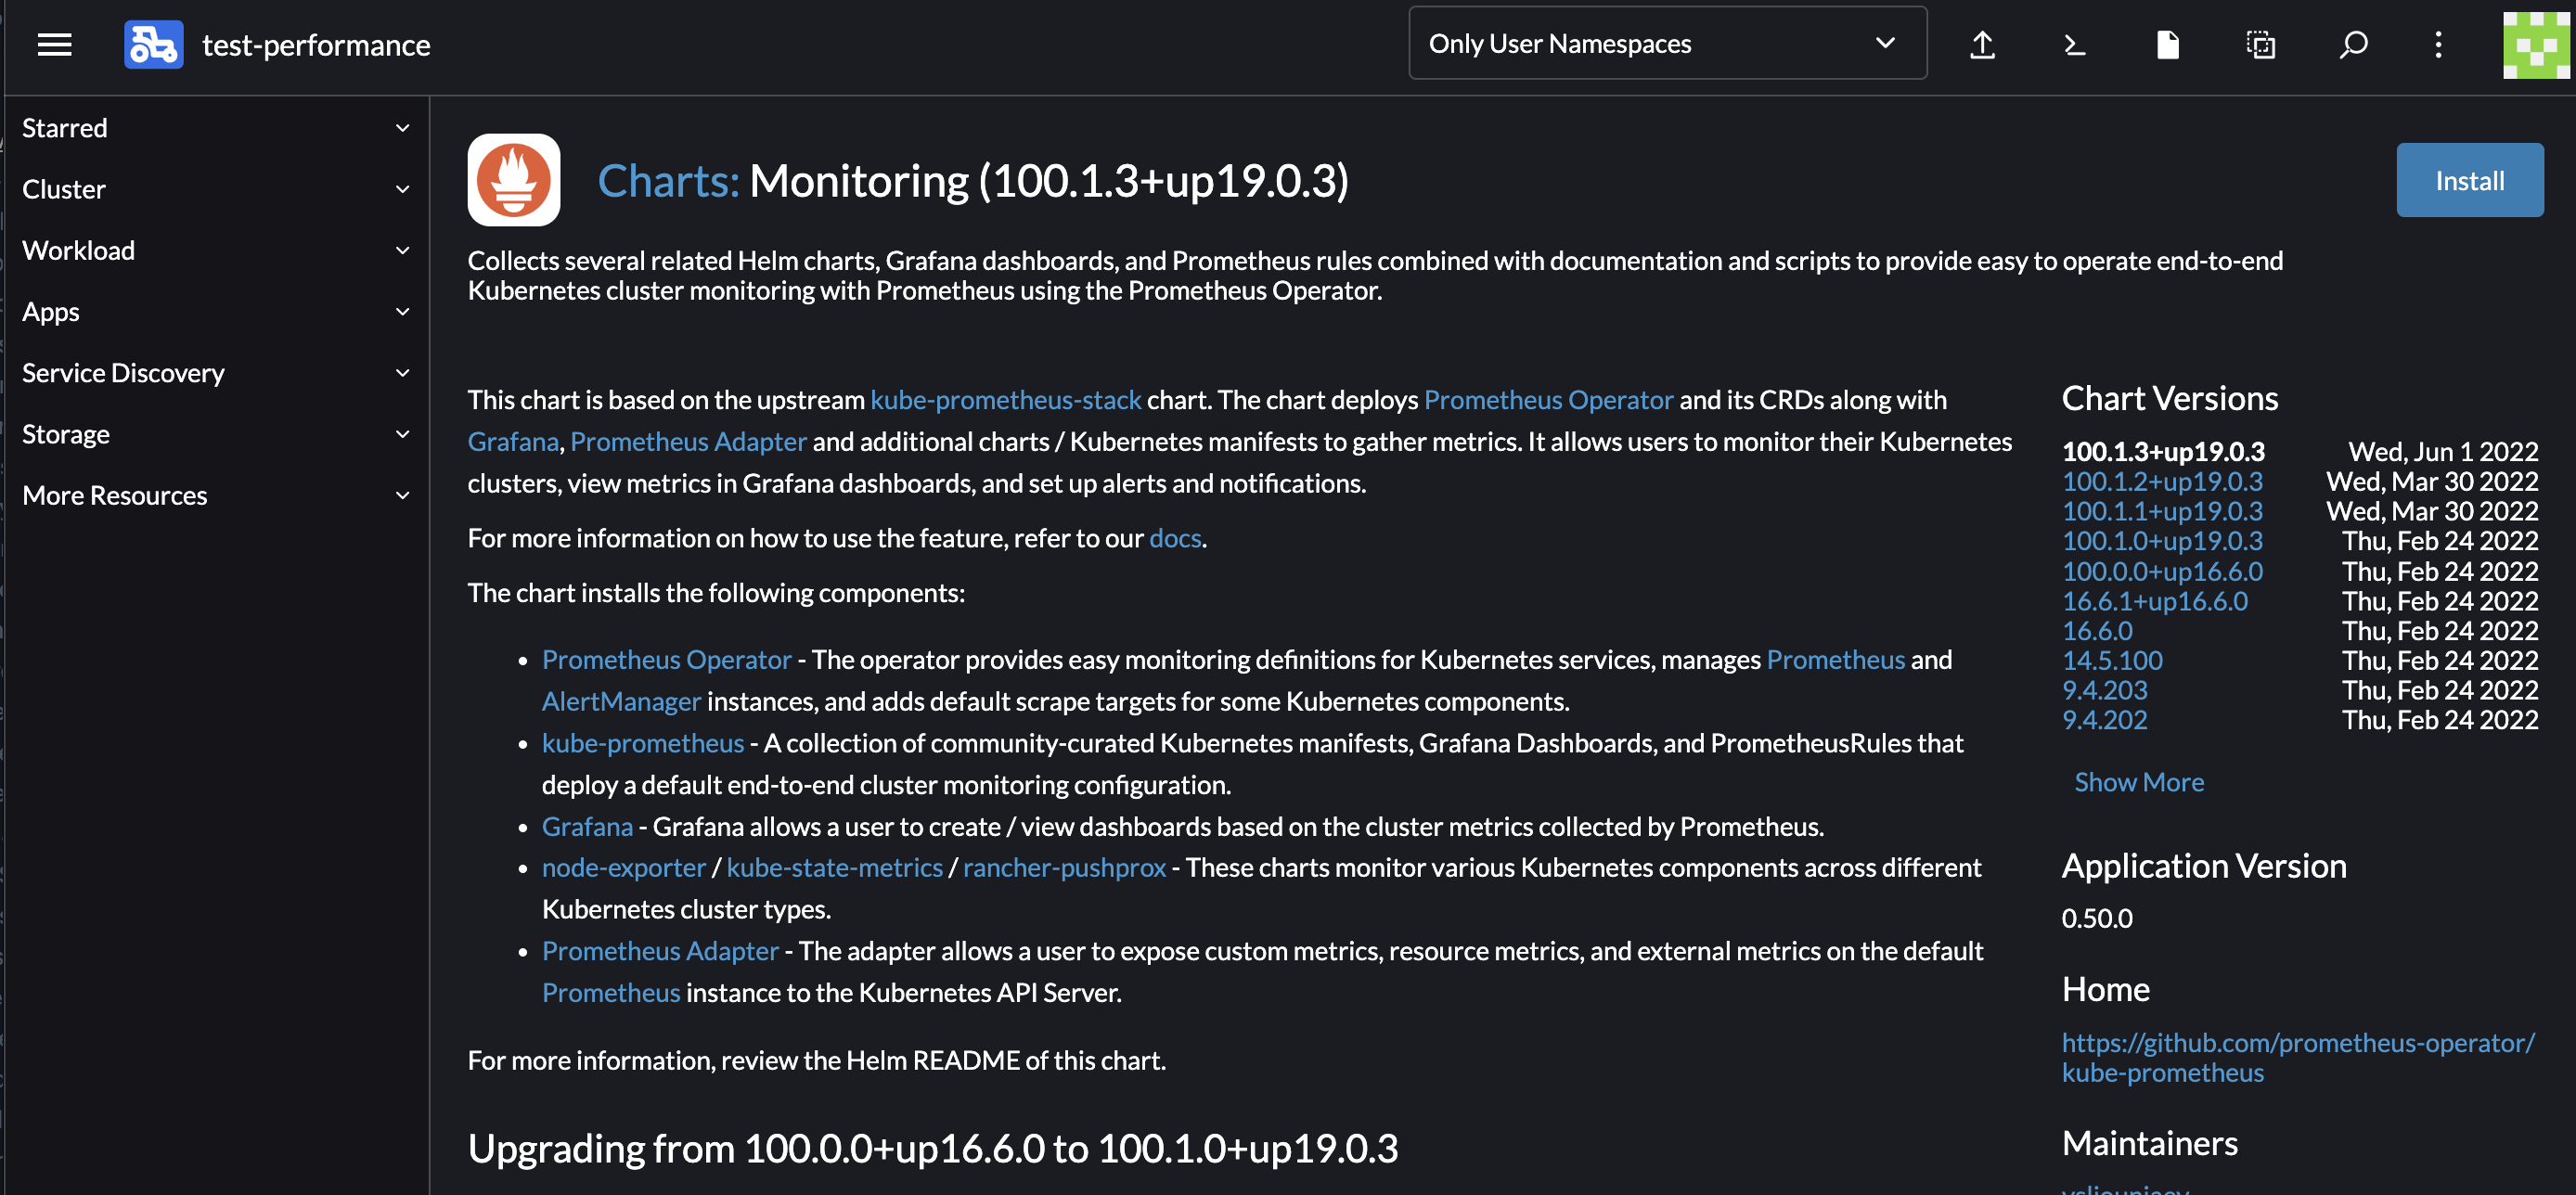 test-performance
Only User Namespaces
Starred
Cluster
Workload
Apps
Service Discovery
Storage
More Resources
Charts: Monitoring (100.1.3+up19.0.3)
Install
Collects several related Helm charts, Grafana dashboards, and Prometheus rules combined with documentation and scripts to provide easy to operate end-to-end
Kubernetes cluster monitoring with Prometheus using the Prometheus Operator.
This chart is based on the upstream kube-prometheus-stack chart. The chart deploys Prometheus Operator and its CRDs along with
Grafana, Prometheus Adapter and additional charts / Kubernetes manifests to gather metrics. It allows users to monitor their Kubernetes
clusters, view metrics in Grafana dashboards, and set up alerts and notifications.
For more information on how to use the feature, refer to our docs.
The chart installs the following components:
• Prometheus Operator - The operator provides easy monitoring definitions for Kubernetes services, manages Prometheus and
AlertManager instances, and adds default scrape targets for some Kubernetes components.
• kube-prometheus - A collection of community-curated Kubernetes manifests, Grafana Dashboards, and PrometheusRules that
deploy a default end-to-end cluster monitoring configuration.
• Grafana - Grafana allows a user to create / view dashboards based on the cluster metrics collected by Prometheus.
• node-exporter / kube-state-metrics / rancher-pushprox - These charts monitor various Kubernetes components across different
Kubernetes cluster types.
• Prometheus Adapter - The adapter allows a user to expose custom metrics, resource metrics, and external metrics on the default
Prometheus instance to the Kubernetes API Server.
For more information, review the Helm README of this chart.
Upgrading from 100.0.0+up16.6.0 to 100.1.0+up19.0.3
Chart Versions
100.1.3+up19.0.3 Wed, Jun 1 2022
100.1.2+up19.0.3 Wed, Mar 30 2022
100.1.1+up19.0.3 Wed, Mar 30 2022
100.1.0+up19.0.3 Thu, Feb 24 2022
100.0.0+up16.6.0 Thu, Feb 24 2022
16.6.1+up16.6.0 Thu, Feb 24 2022
16.6.0 Thu, Feb 24 2022
14.5.100 Thu, Feb 24 2022
9.4.203 Thu, Feb 24 2022
9.4.202 Thu, Feb 24 2022
Show More
Application Version
0.50.0
Home
https://github.com/prometheus-operator/
kube-prometheus
Maintainers